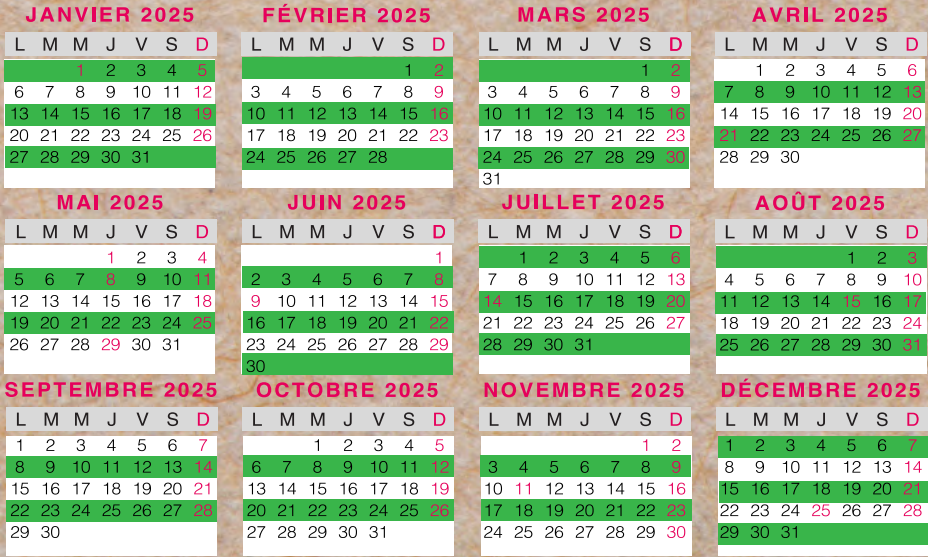 JANVIER 2025
L M M J V S D
1 2 3 4 5
6 7 8 9 10 11 12
13 14 15 16 17 18 19
20 21 22 23 24 25 26
27 28 29 30 31
FÉVRIER 2025
L M M J V S D
1 2
3 4 5 6 7 8 9
10 11 12 13 14 15 16
17 18 19 20 21 22 23
24 25 26 27 28
MARS 2025
L M M J V S D
1 2
3 4 5 6 7 8 9
10 11 12 13 14 15 16
17 18 19 20 21 22 23
24 25 26 27 28 29 30
31
AVRIL 2025
L M M J V S D
1 2 3 4 5 6
7 8 9 10 11 12 13
14 15 16 17 18 19 20
21 22 23 24 25 26 27
28 29 30
MAI 2025
L M M J V S D
1 2 3 4
5 6 7 8 9 10 11
12 13 14 15 16 17 18
19 20 21 22 23 24 25
26 27 28 29 30 31
JUIN 2025
L M M J V S D
1
2 3 4 5 6 7 8
9 10 11 12 13 14 15
16 17 18 19 20 21 22
23 24 25 26 27 28 29
30
JUILLET 2025
L M M J V S D
1 2 3 4 5 6
7 8 9 10 11 12 13
14 15 16 17 18 19 20
21 22 23 24 25 26 27
28 29 30 31
AOÛT 2025
L M M J V S D
1 2 3
4 5 6 7 8 9 10
11 12 13 14 15 16 17
18 19 20 21 22 23 24
25 26 27 28 29 30 31
SEPTEMBRE 2025
L M M J V S D
1 2 3 4 5 6 7
8 9 10 11 12 13 14
15 16 17 18 19 20 21
22 23 24 25 26 27 28
29 30
OCTOBRE 2025
L M M J V S D
1 2 3 4 5
6 7 8 9 10 11 12
13 14 15 16 17 18 19
20 21 22 23 24 25 26
27 28 29 30 31
NOVEMBRE 2025
L M M J V S D
1 2
3 4 5 6 7 8 9
10 11 12 13 14 15 16
17 18 19 20 21 22 23
24 25 26 27 28 29 30
DÉCEMBRE 2025
L M M J V S D
1 2 3 4 5 6 7
8 9 10 11 12 13 14
15 16 17 18 19 20 21
22 23 24 25 26 27 28
29 30 31